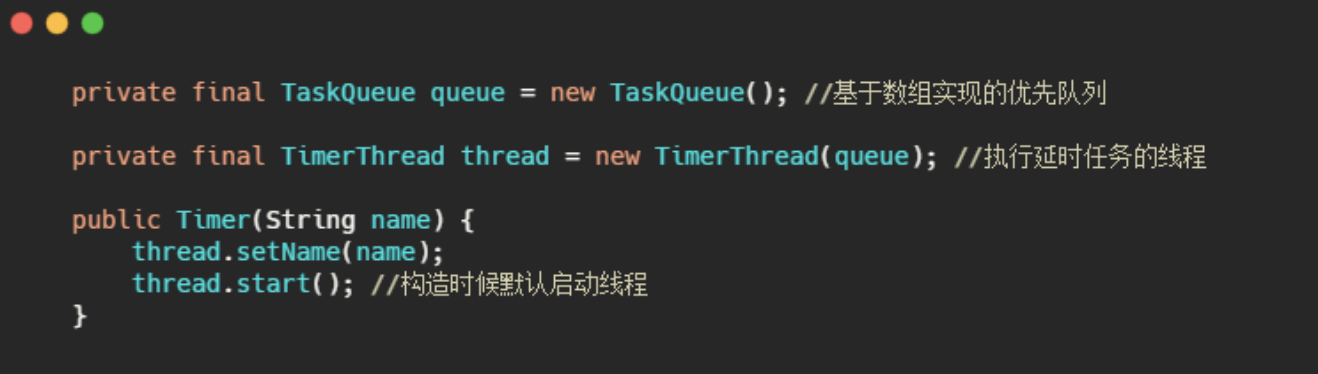 private final TaskQueue queue = new TaskQueue(); //基于数组实现的优先队列
private final TimerThread thread = new TimerThread(queue); //执行延时任务的线程
public Timer(String name) {
thread.setName(name);
thread.start(); //构造时候默认启动线程
}